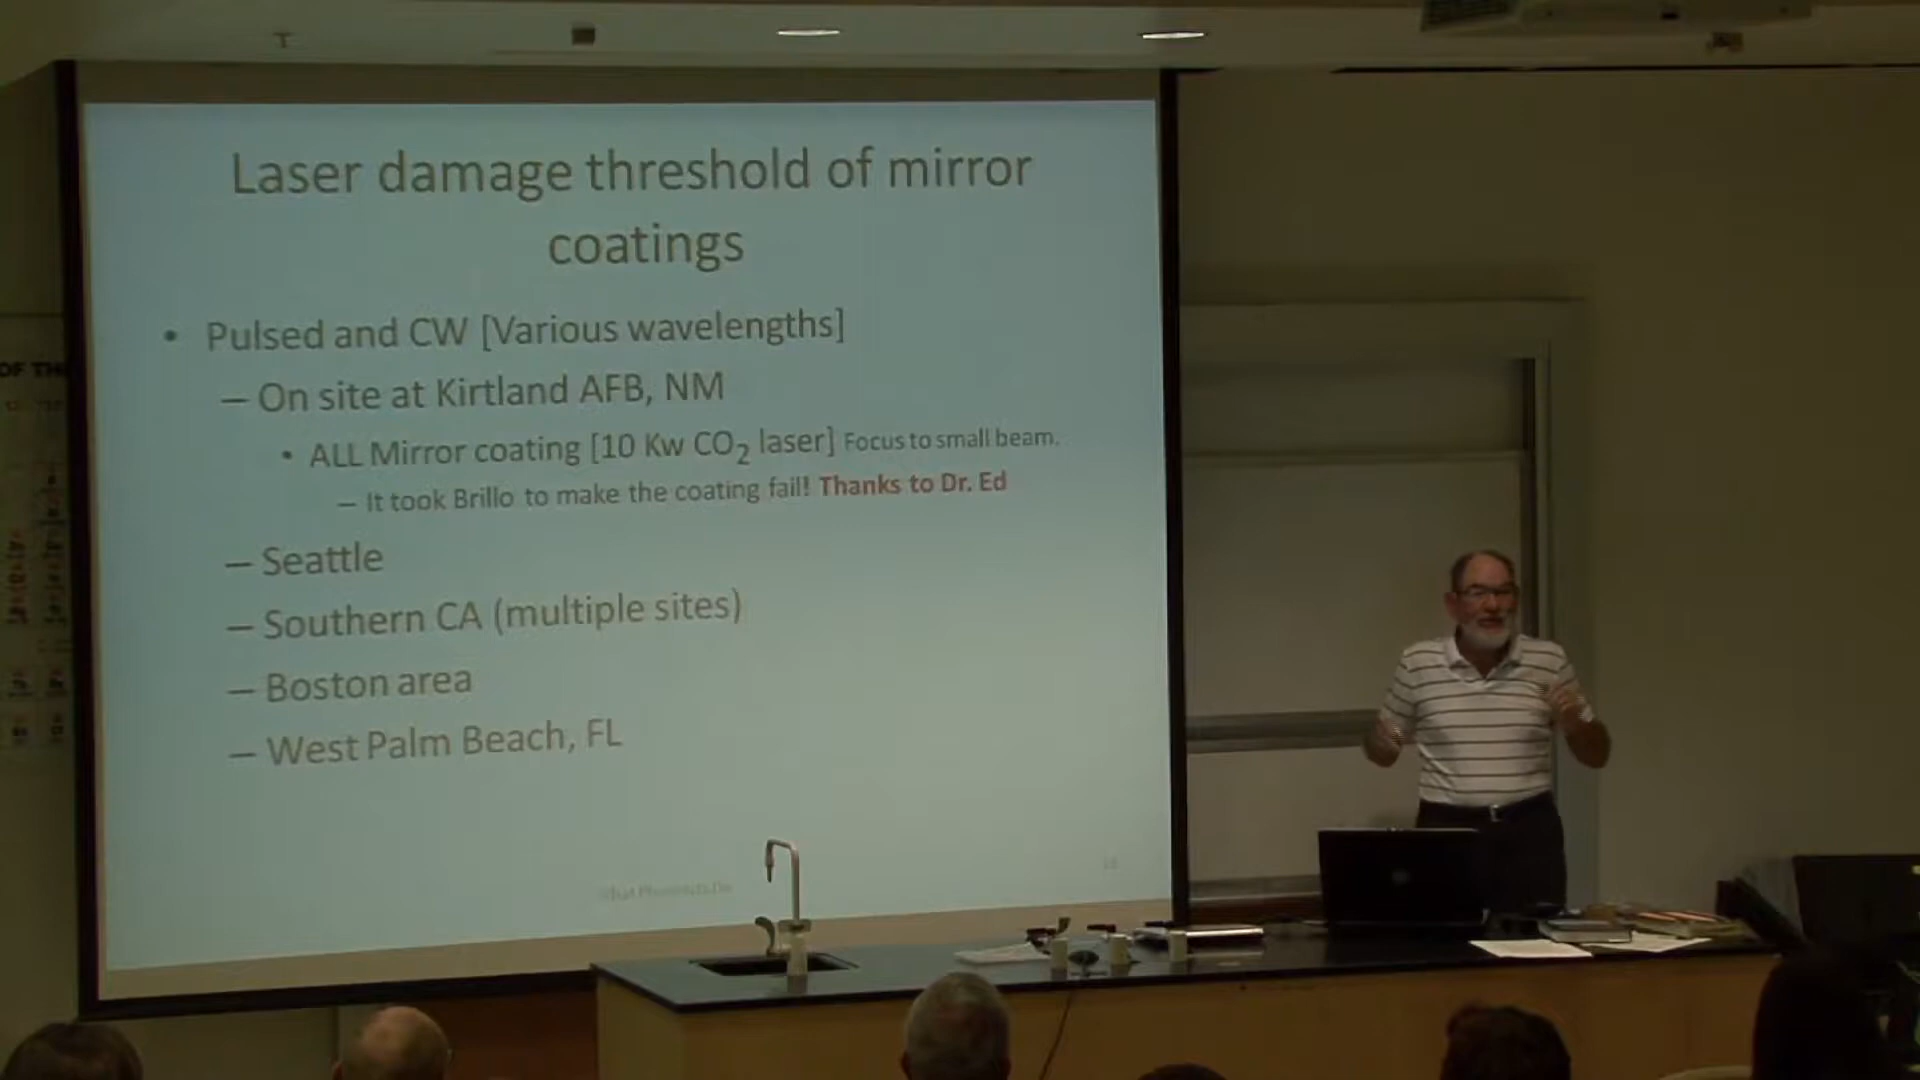 Laser damage threshold of mirror
coatings
• Pulsed and CW [Various wavelengths]
– On site at Kirtland AFB, NM
• ALL Mirror coating [10 Kw CO₂ laser] Focus to small beam.
– It took Brillo to make the coating fail! Thanks to Dr. Ed
– Seattle
– Southern CA (multiple sites)
– Boston area
– West Palm Beach, FL
OF TH